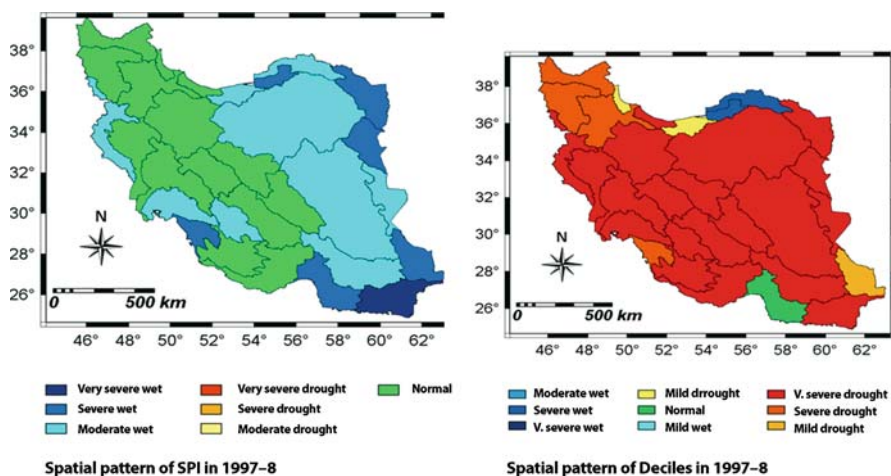 38°
36°
34°
32°
30°
28°
26°
N
500 km
46° 48° 50° 52° 54° 56° 58° 60° 62°
Very severe wet Very severe drought Normal
Severe wet Severe drought
Moderate wet Moderate drought
Spatial pattern of SPI in 1997–8
38°
36°
34°
32°
30°
28°
26°
N
500 km
46° 48° 50° 52° 54° 56° 58° 60° 62°
Moderate wet Mild drrought V. severe drought
Severe wet Normal Severe drought
V. severe wet Mild wet Mild drought
Spatial pattern of Deciles in 1997–8